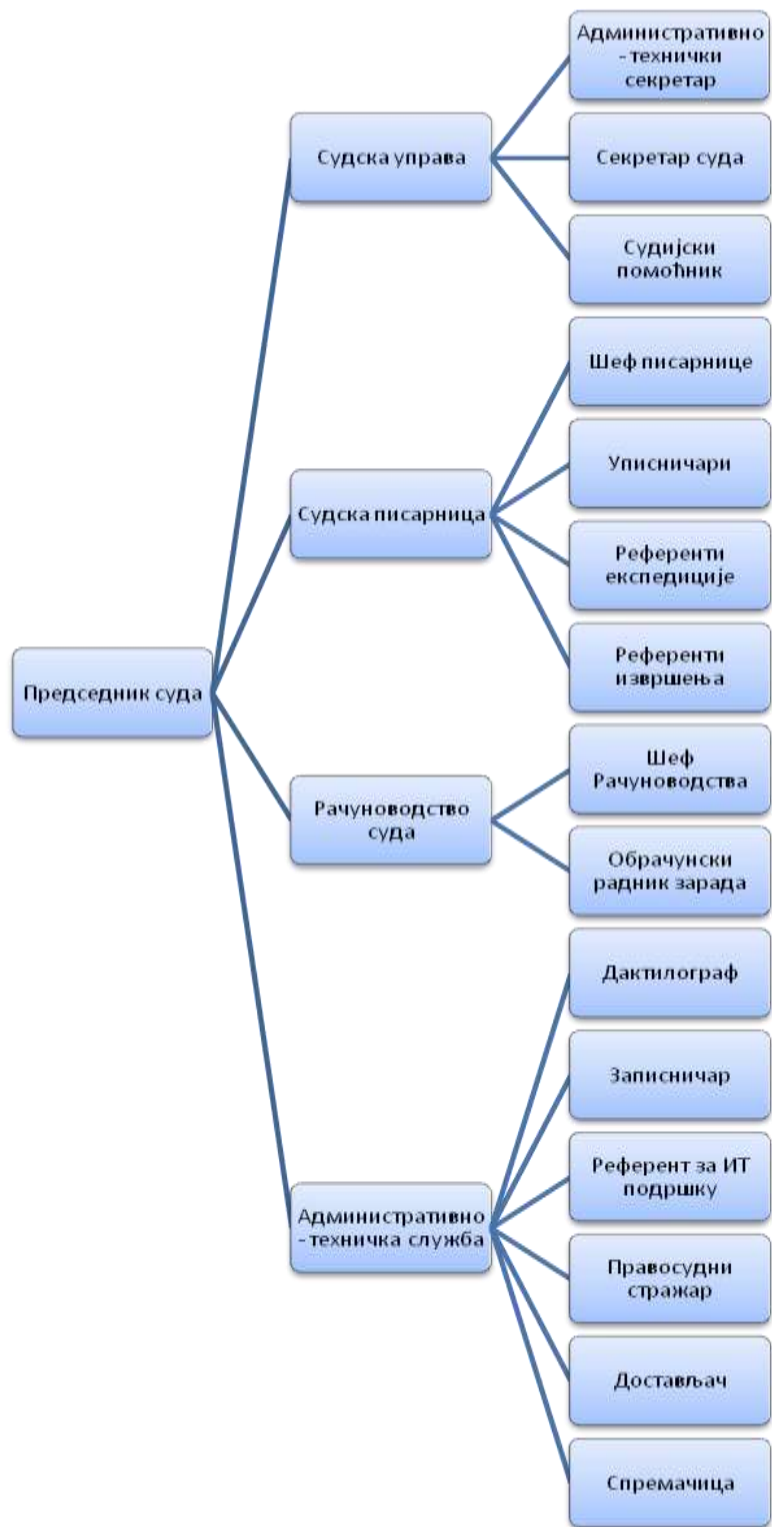 Председник суда
Судска управа
Административно
- технички
секретар
Секретар суда
Судијски
помоћник
Судска писарница
Шеф писарнице
Уписничари
Референти
експедиције
Референти
извршења
Рачуноводство
суда
Шеф
Рачуноводства
Обрачунски
радник зарада
Административно
- техничка служба
Дактилограф
Записничар
Референт за ИТ
подршку
Правосудни
стражар
Достављач
Спремачица